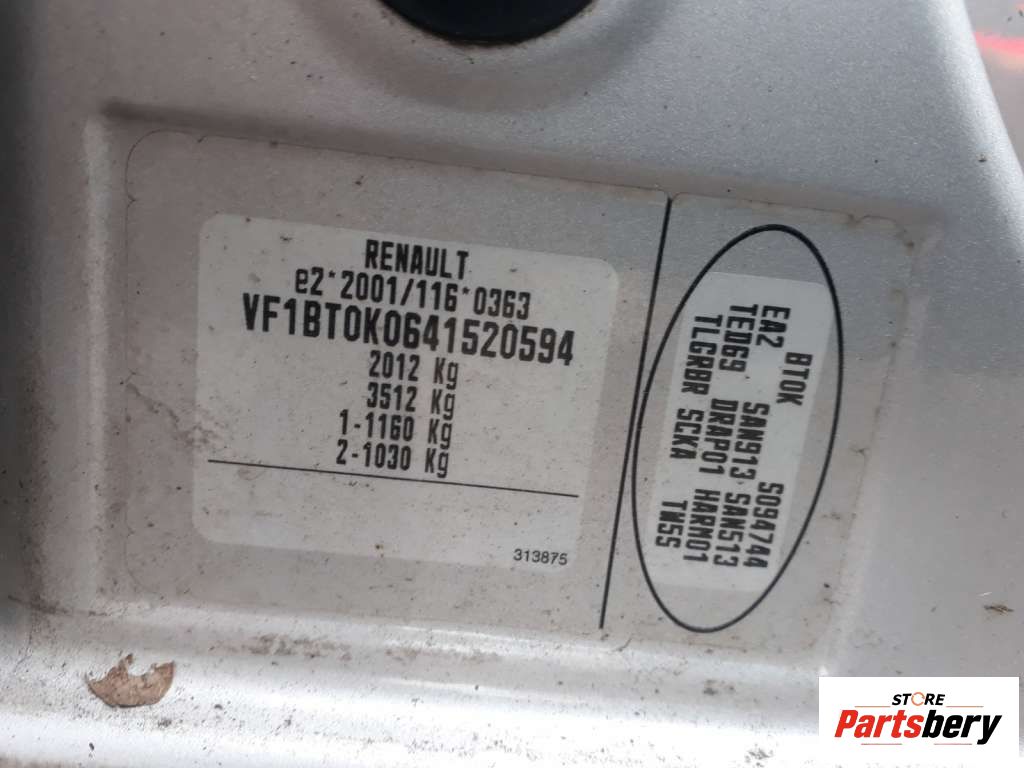 RENAULT
e2*2001/116*0363
VF1BT0K0641520594
2012 Kg
3512 Kg
1-1160 Kg
2-1030 Kg
313875
BT0K S094744
EA2 SAN913 SAN513
TED69 DRAP01 HARM01
TLGRBR SCKA TW5S
STORE
Partsbery